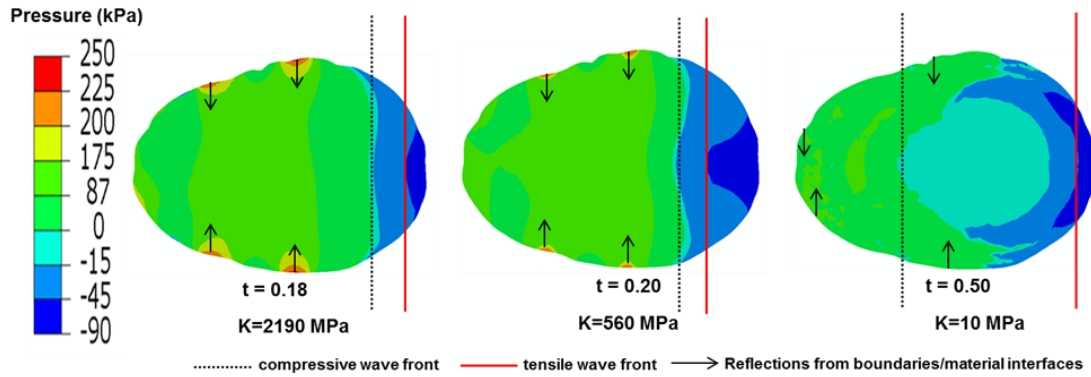 Pressure (kPa)
250
225
200
175
87
0
-15
-45
-90
t = 0.18
K=2190 MPa
t = 0.20
K=560 MPa
t = 0.50
K=10 MPa
compressive wave front
tensile wave front
Reflections from boundaries/material interfaces